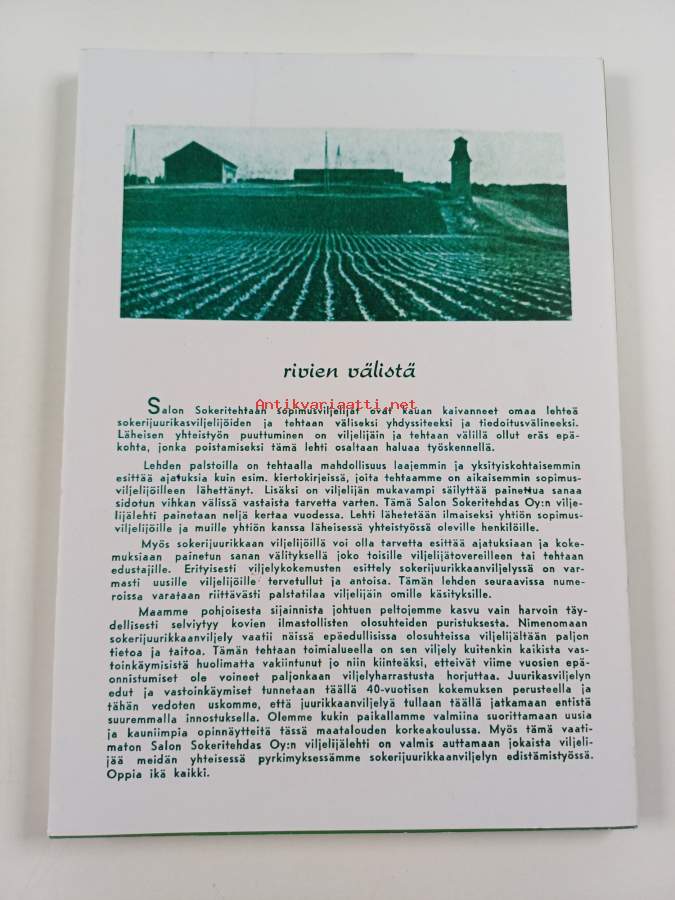 rivien välistä
Antikvariaatti.net
Salon Sokeritehtaan sopimusviljelijät ovat kauan kaivanneet omaa lehteä
sokerijuurikasviljelijöiden ja tehtaan väliseksi yhdyssiteeksi ja tiedoitusvälineeksi.
Läheisen yhteistyön puuttuminen on viljelijäin ja tehtaan välillä ollut eräs epä-
kohta, jonka poistamiseksi tämä lehti osaltaan haluaa työskennellä.
Lehden palstoilla on tehtaalla mahdollisuus laajemmin ja yksityiskohtaisemmin
esittää ajatuksia kuin esim. kiertokirjeissä, joita tehtaamme on aikaisemmin sopimus-
viljelijöilleen lähettänyt. Lisäksi on viljelijän mukavampi säilyttää painettua sanaa
sidotun vihkan välissä vastaista tarvetta varten. Tämä Salon Sokeritehdas Oy:n vilje-
lijälehti painetaan neljä kertaa vuodessa. Lehti lähetetään ilmaiseksi yhtiön sopimus-
viljelijöille ja muille yhtiön kanssa läheisessä yhteistyössä oleville henkilöille.
Myös sokerijuurikkaan viljelijöillä voi olla tarvetta esittää ajatuksiaan ja koke-
muksiaan painetun sanan välityksellä joko toisille viljelijätovereilleen tai tehtaan
edustajille. Erityisesti viljelykokemusten esittely sokerijuurikkaanviljelyssä on var-
masti uusille viljelijöille tervetullut ja antoisa. Tämän lehden seuraavissa nume-
roissa varataan riittävästi palstatilaa viljelijäin omille käsityksille.
Maamme pohjoisesta sijainnista johtuen peltojemme kasvu vain harvoin täy-
dellisesti selviytyy kovien ilmastollisten olosuhteiden puristuksesta. Nimenomaan
sokerijuurikkaanviljely vaatii näissä epäedullisissa olosuhteissa viljelijältään paljon
tietoa ja taitoa. Tämän tehtaan toimialueella on sen viljely kuitenkin kaikista vas-
toinkäymisistä huolimatta vakiintunut jo niin kiinteäksi, etteivät viime vuosien epä-
onnistumiset ole voineet paljonkaan viljelyharrastusta horjuttaa. Juurikasviljelyn
edut ja vastoinkäymiset tunnetaan täällä 40-vuotisen kokemuksen perusteella ja
tähän vedoten uskomme, että juurikkaanviljelyä tullaan täällä jatkamaan entistä
suuremmalla innostuksella. Olemme kukin paikallamme valmiina suorittamaan uusia
ja kauniimpia opinnäytteitä tässä maatalouden korkeakoulussa. Myös tämä vaati-
maton Salon Sokeritehdas Oy:n viljelijälehti on valmis auttamaan jokaista viljeli-
jää meidän yhteisessä pyrkimyksessämme sokerijuurikkaanviljelyn edistämistyössä.
Oppia ikä kaikki.